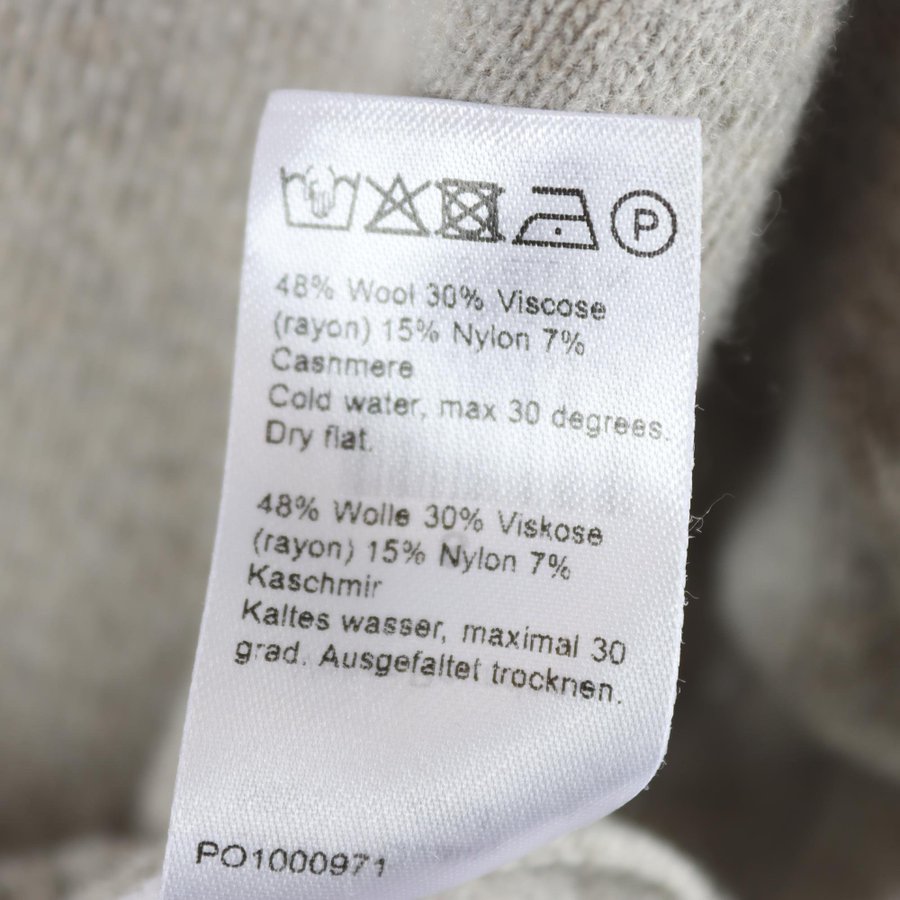 P
48% Wool 30% Viscose
(rayon) 15% Nylon 7%
Cashmere
Cold water, max 30 degrees.
Dry flat.
48% Wolle 30% Viskose
(rayon) 15% Nylon 7%
Kaschmir
Kaltes wasser, maximal 30
grad. Ausgefaltet trocknen.
PO1000971